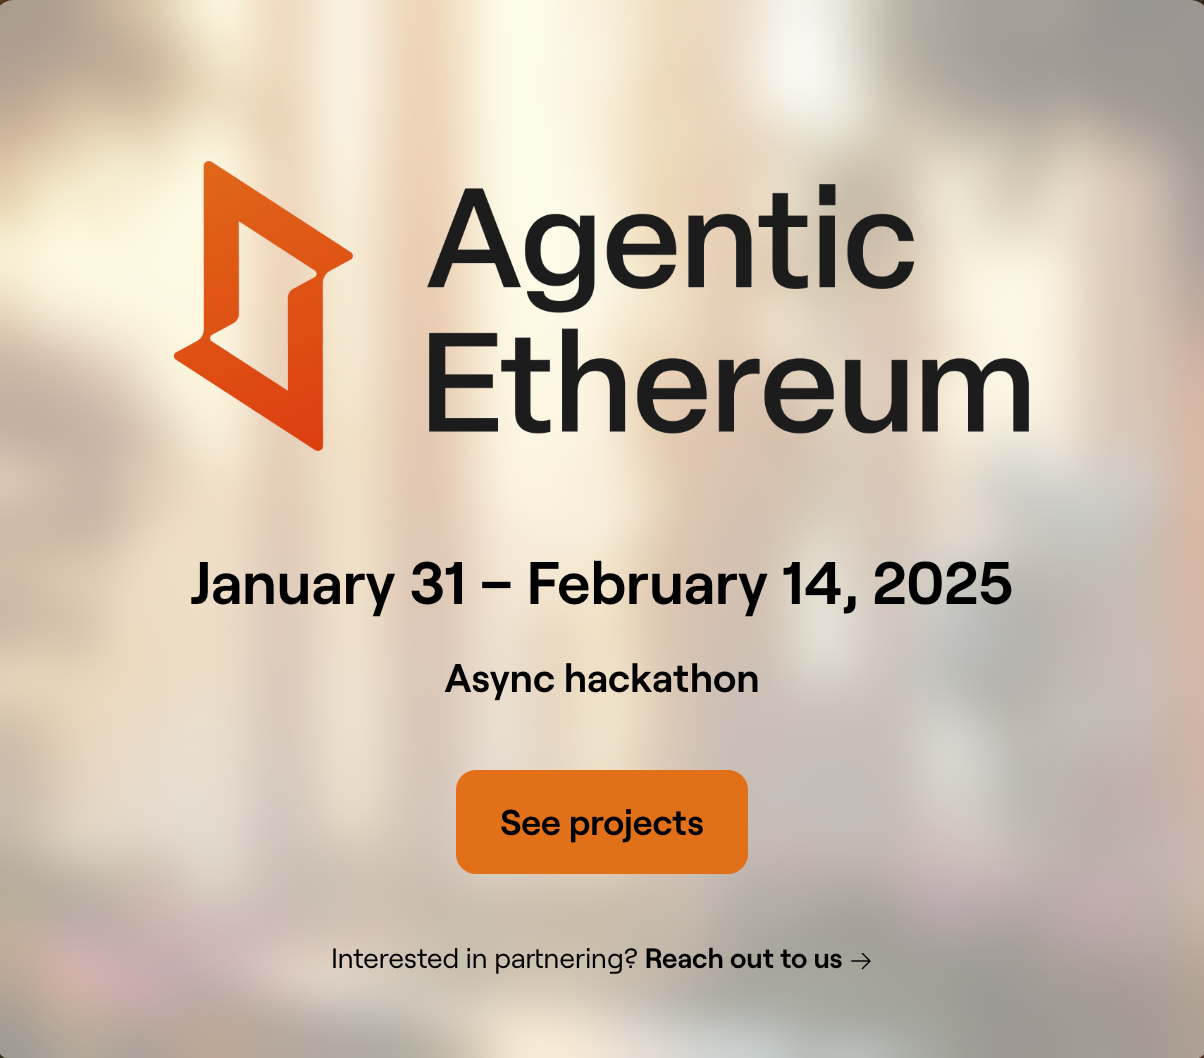 Agentic
Ethereum
January 31 – February 14, 2025
Async hackathon
See projects
Interested in partnering? Reach out to us →